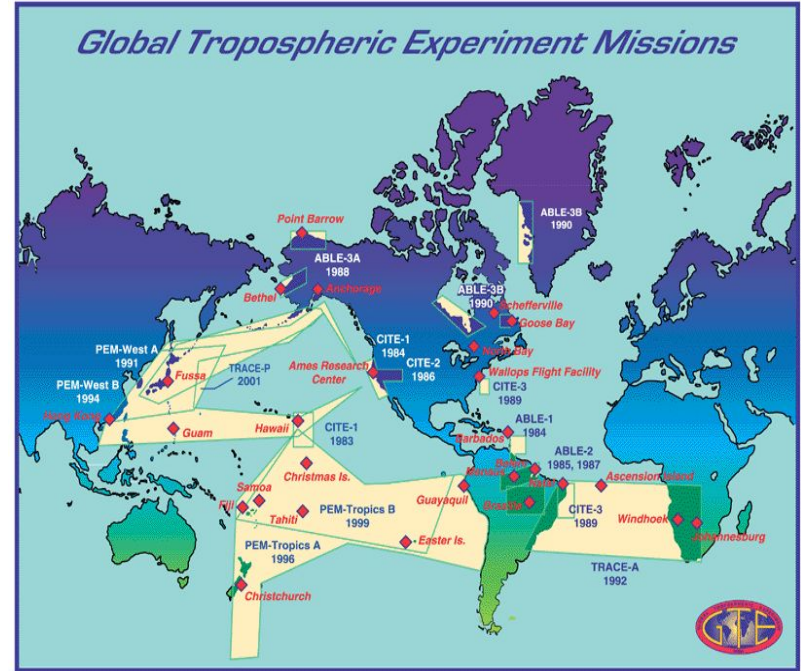 Global Tropospheric Experiment Missions
Point Barrow
ABLE-3A
1988
Bethel
Anchorage
ABLE-3B
1990
ABLE-3B
1990
Schefferville
Goose Bay
North Bay
PEM-West A
1991
PEM-West B
1994
TRACE-P
2001
Fussa
Hong Kong
Guam
Ames Research
Center
CITE-1
1984
CITE-2
1986
Wallops Flight Facility
CITE-3
1989
Hawaii
CITE-1
1983
ABLE-1
1984
Barbados
Christmas Is.
Samoa
Fiji
Tahiti
PEM-Tropics B
1999
Guayaquil
Belem
Manaus
Natal
Brasilia
ABLE-2
1985, 1987
Ascension Island
CITE-3
1989
Windhoek
Johannesburg
Easter Is.
PEM-Tropics A
1996
TRACE-A
1992
Christchurch
GTE